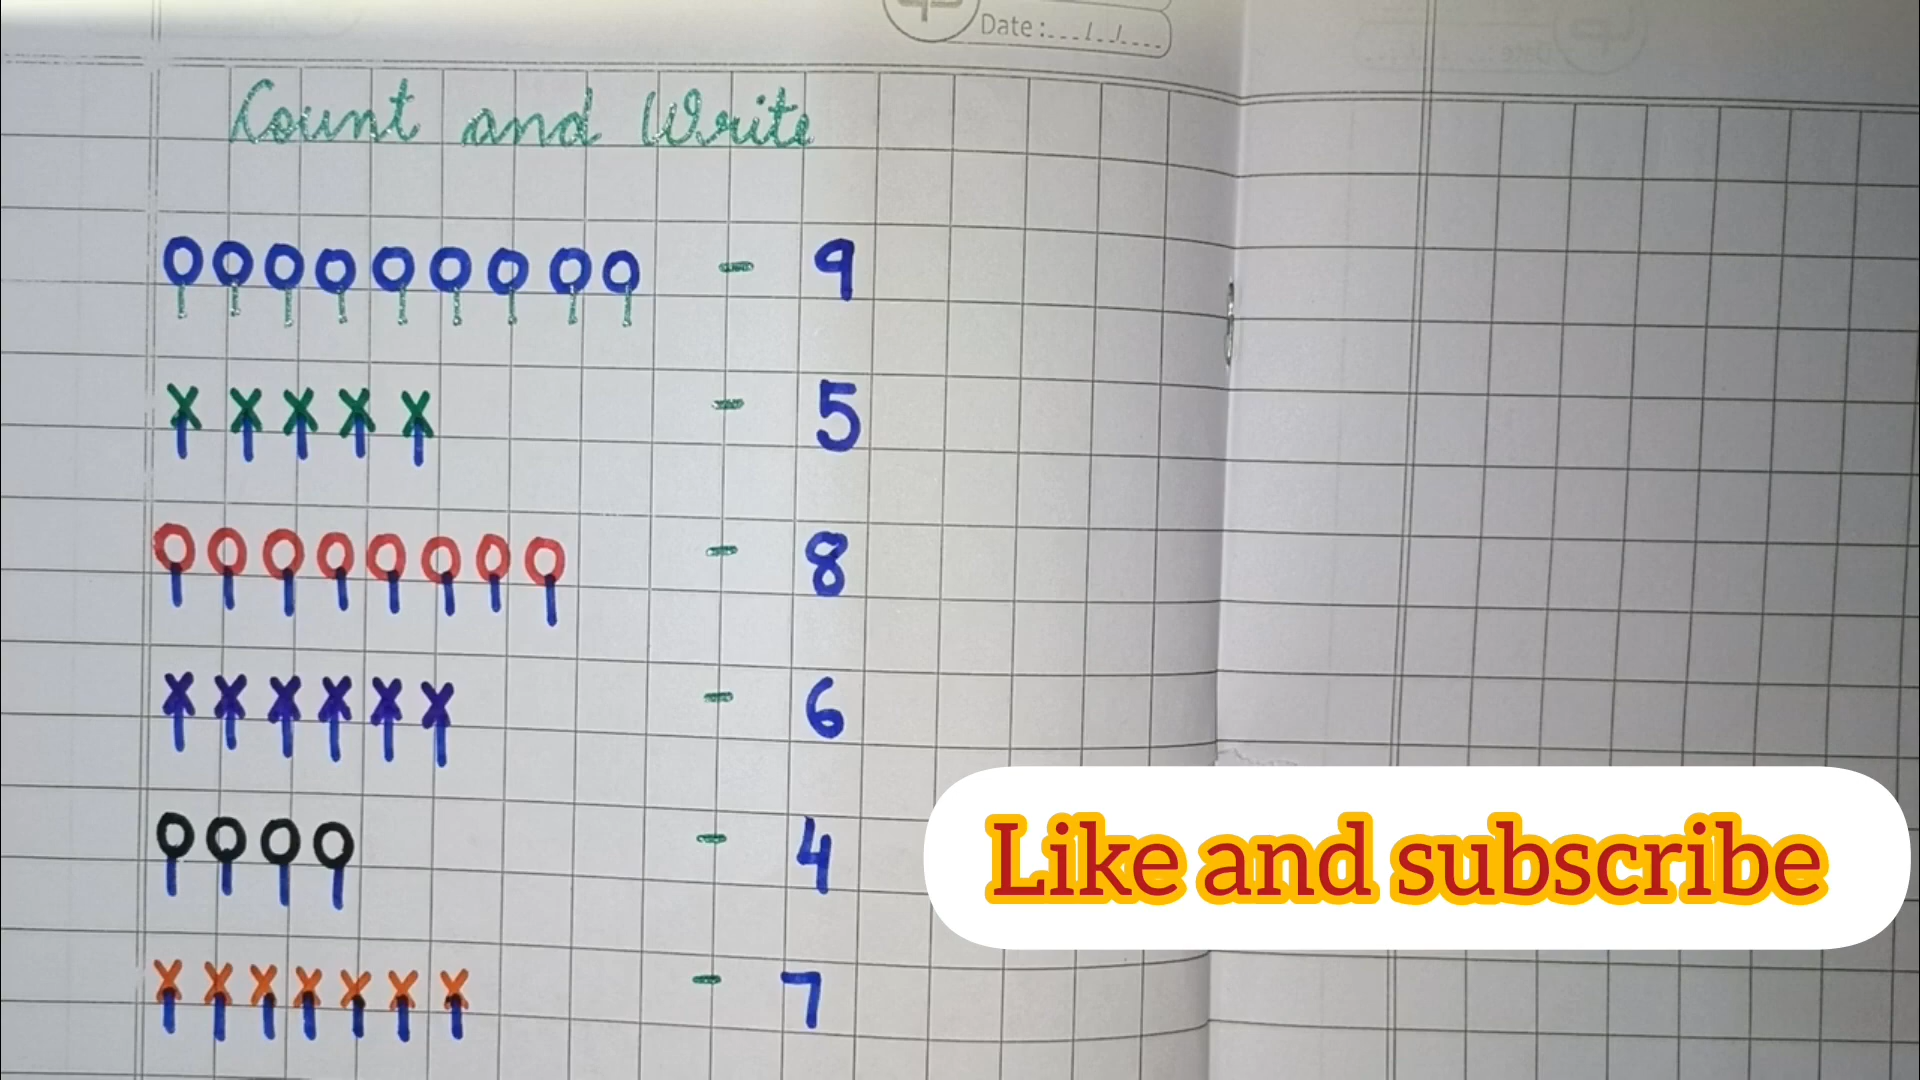 Date:.../../....
Count and Write
- 9
- 5
- 8
- 6
- 4
- 7
Like and subscribe